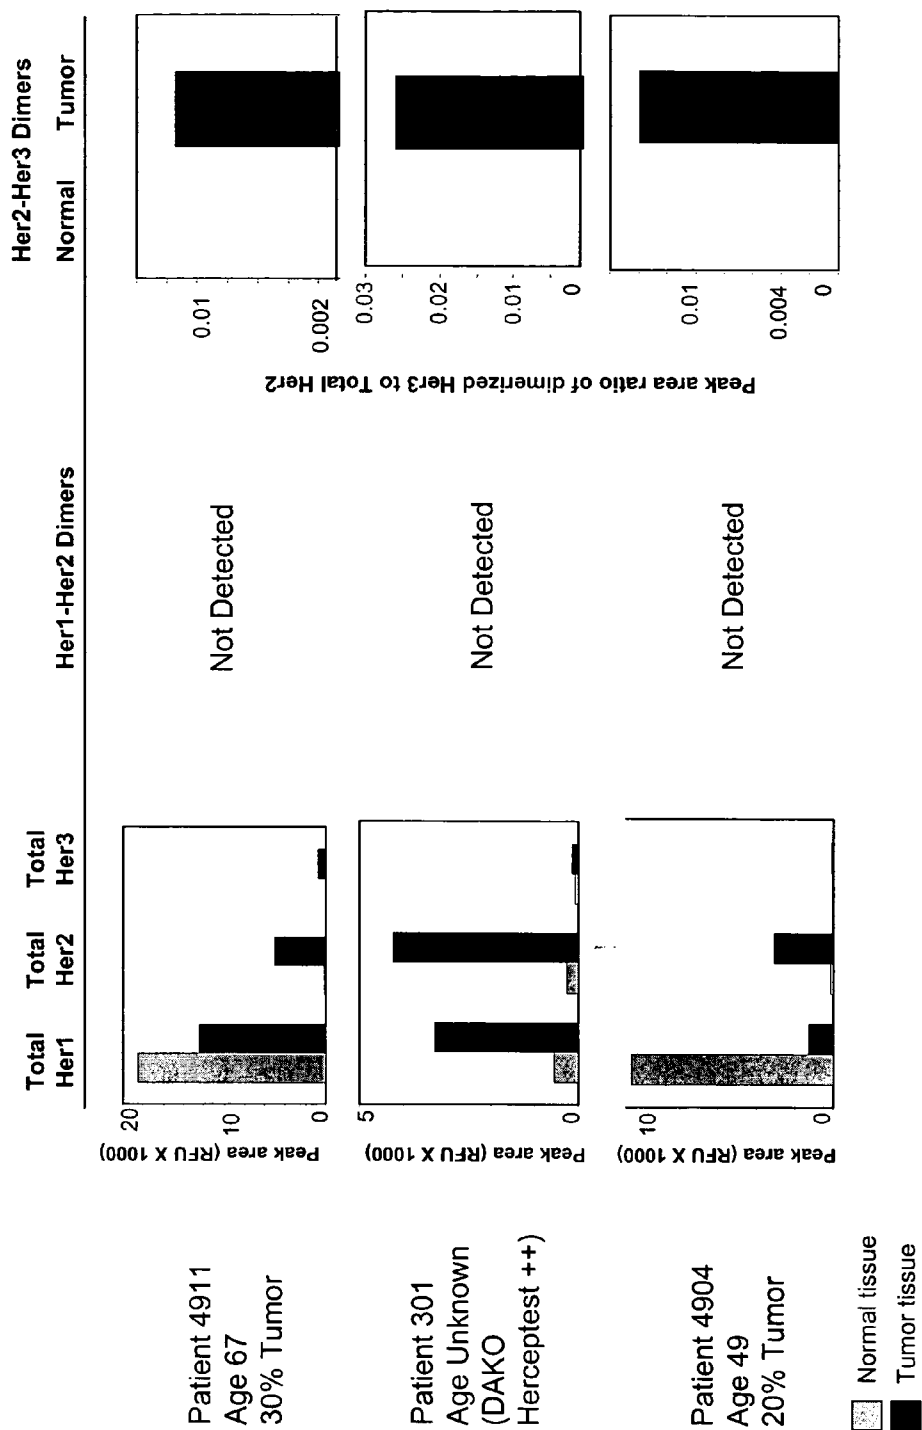 Her2-Her3 Dimers
Total Her1
Total Her2
Total Her3
Her1-Her2 Dimers
Normal
Tumor
Patient 4911
Age 67
30% Tumor
Peak area (RFU X 1000)
20
10
0
Not Detected
0.01
0.002
Patient 301
Age Unknown
(DAKO
Herceptest ++)
Peak area (RFU X 1000)
5
0
Not Detected
Peak area ratio of dimerized Her3 to Total Her2
0.03
0.02
0.01
0
Patient 4904
Age 49
20% Tumor
Peak area (RFU X 1000)
10
0
Not Detected
0.01
0.004
0
Normal tissue
Tumor tissue